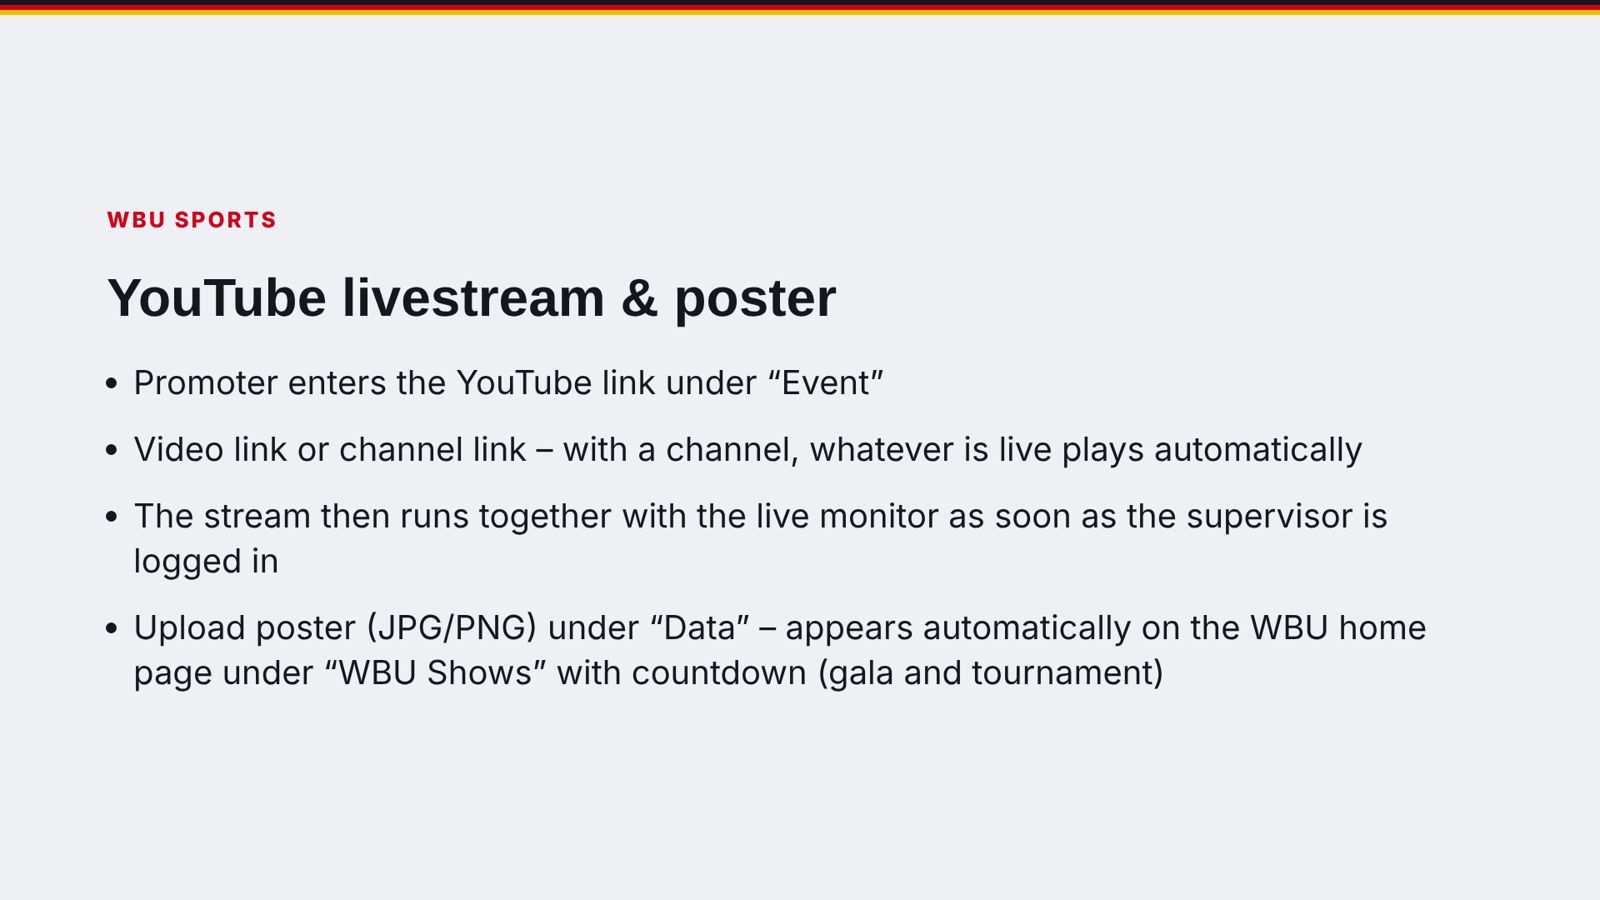 WBU SPORTS
YouTube livestream & poster
• Promoter enters the YouTube link under “Event”
• Video link or channel link – with a channel, whatever is live plays automatically
• The stream then runs together with the live monitor as soon as the supervisor is
logged in
• Upload poster (JPG/PNG) under “Data” – appears automatically on the WBU home
page under “WBU Shows” with countdown (gala and tournament)